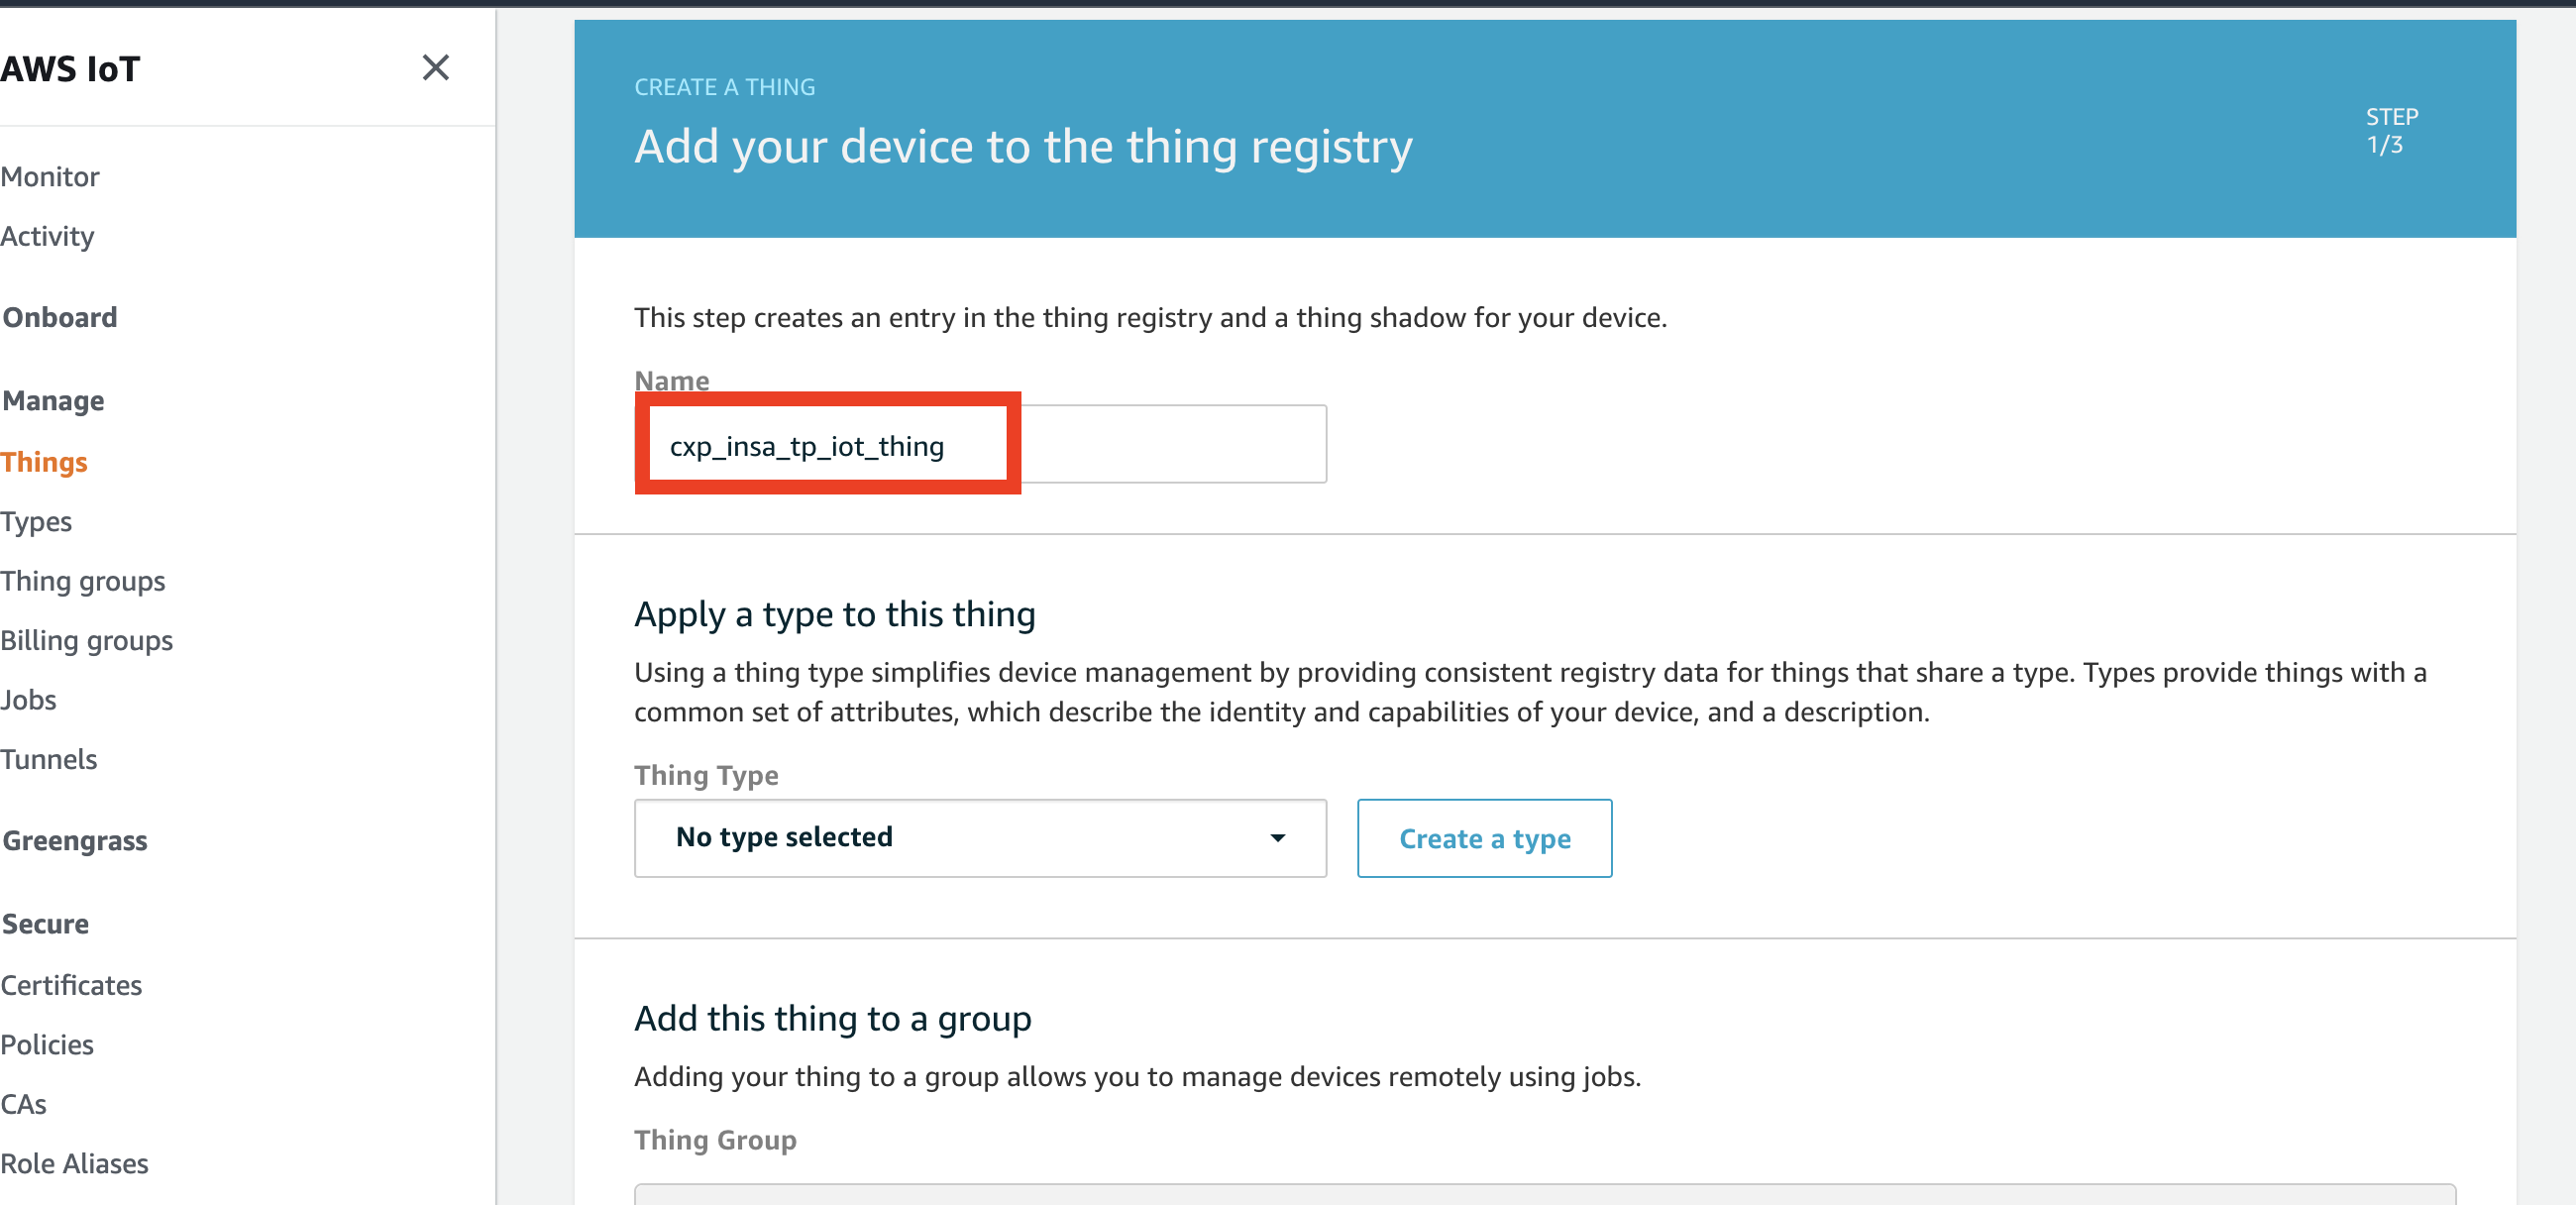 AWS IoT
Monitor
Activity
Onboard
Manage
Things
Types
Thing groups
Billing groups
Jobs
Tunnels
Greengrass
Secure
Certificates
Policies
CAs
Role Aliases
CREATE A THING
Add your device to the thing registry
STEP
1/3
This step creates an entry in the thing registry and a thing shadow for your device.
Name
cxp_insa_tp_iot_thing
Apply a type to this thing
Using a thing type simplifies device management by providing consistent registry data for things that share a type. Types provide things with a
common set of attributes, which describe the identity and capabilities of your device, and a description.
Thing Type
No type selected
Create a type
Add this thing to a group
Adding your thing to a group allows you to manage devices remotely using jobs.
Thing Group